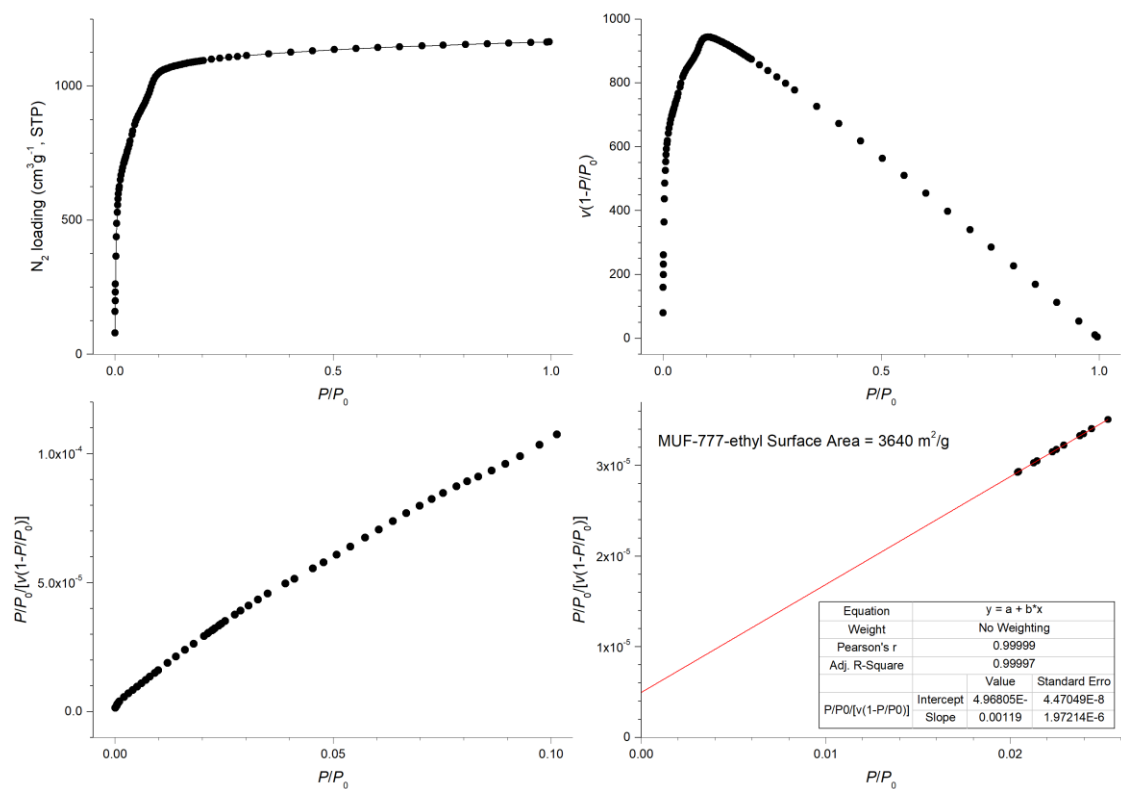 N₂ loading (cm³g⁻¹, STP)
1000
500
0
0.0
0.5
1.0
P/P₀
v(1-P/P₀)
1000
800
600
400
200
0
0.0
0.5
1.0
P/P₀
P/P₀/[v(1-P/P₀)]
1.0x10⁻⁴
5.0x10⁻⁵
0.0
0.00
0.05
0.10
P/P₀
P/P₀/[v(1-P/P₀)]
3x10⁻⁵
2x10⁻⁵
1x10⁻⁵
0
MUF-777-ethyl Surface Area = 3640 m²/g
Equation y = a + b*x
Weight No Weighting
Pearson's r 0.99999
Adj. R-Square 0.99997
Value Standard Erro
P/P0/[v(1-P/P0)] Intercept 4.96805E- 4.47049E-8
Slope 0.00119 1.97214E-6
0.00
0.01
0.02
P/P₀